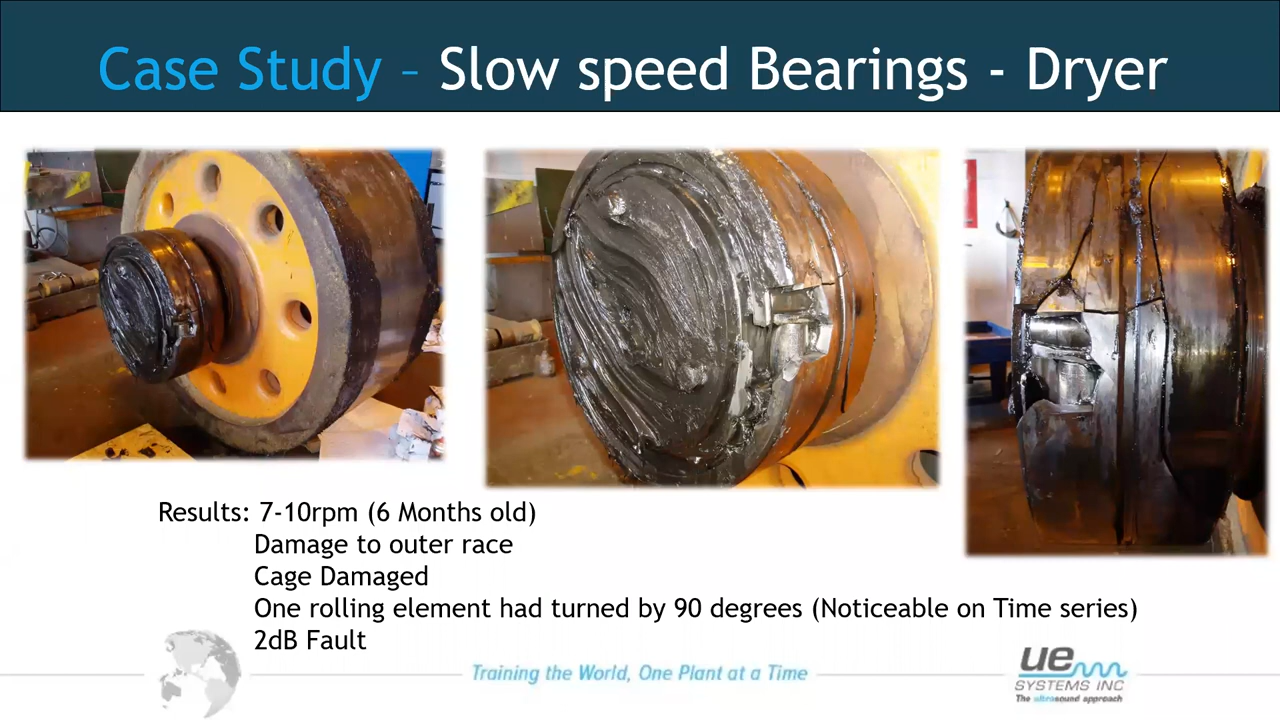 Case Study – Slow speed Bearings - Dryer
Results: 7-10rpm (6 Months old)
Damage to outer race
Cage Damaged
One rolling element had turned by 90 degrees (Noticeable on Time series)
2dB Fault
Training the World, One Plant at a Time
ue
SYSTEMS INC
The ultrasound approach